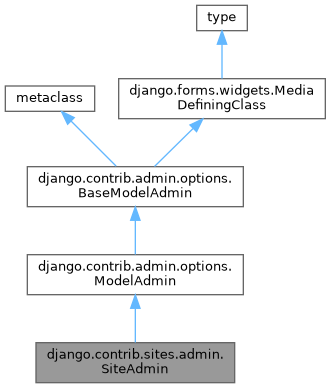 type
metaclass
django.forms.widgets.Media
DefiningClass
django.contrib.admin.options.
BaseModelAdmin
django.contrib.admin.options.
ModelAdmin
django.contrib.sites.admin.
SiteAdmin